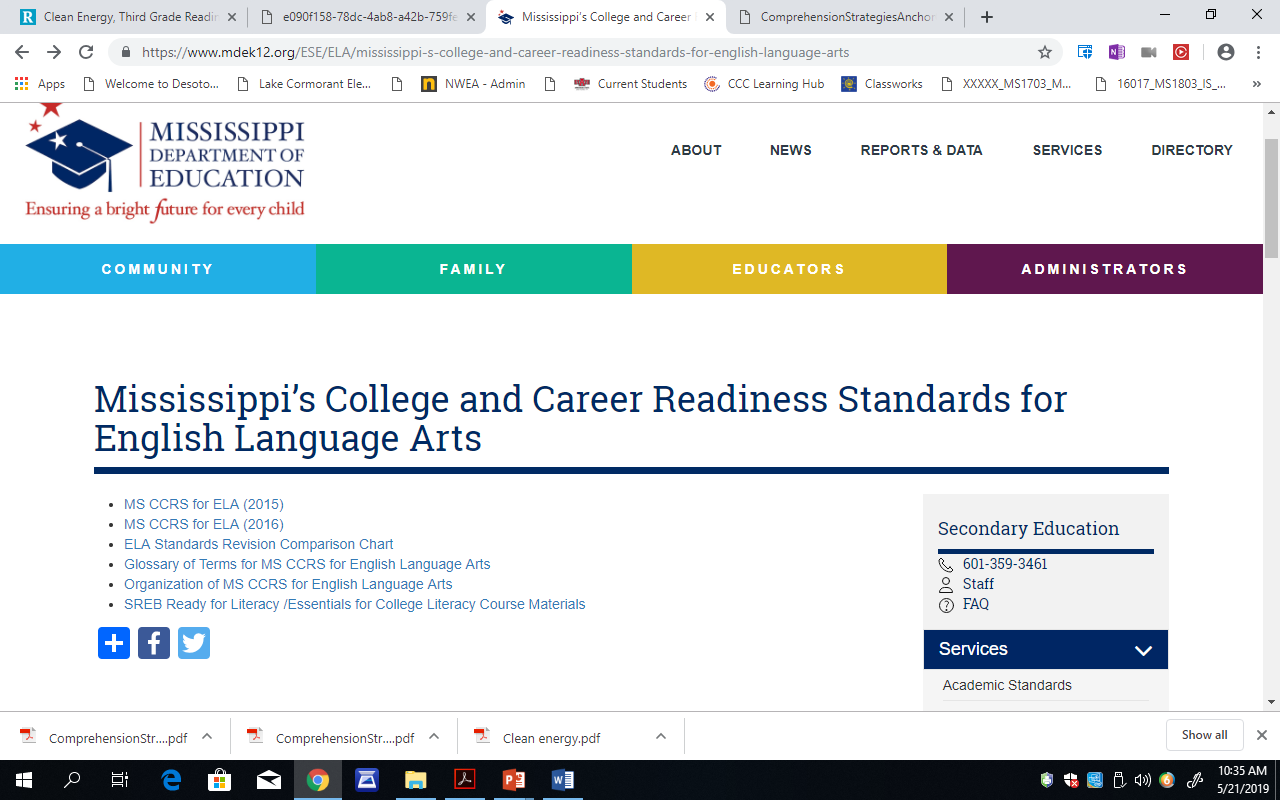 Clean Energy, Third Grade Readin
e090f158-78dc-4ab8-a42b-759fe
Mississippi's College and Career
ComprehensionStrategiesAnchor
https://www.mdek12.org/ESE/ELA/mississippi-s-college-and-career-readiness-standards-for-english-language-arts
Apps Welcome to Desoto... Lake Cormorant Ele... NWEA - Admin Current Students CCC Learning Hub Classworks XXXXX_MS1703_M... 16017_MS1803_IS_... »
MISSISSIPPI
DEPARTMENT OF
EDUCATION
Ensuring a bright future for every child
ABOUT NEWS REPORTS & DATA SERVICES DIRECTORY
COMMUNITY FAMILY EDUCATORS ADMINISTRATORS
Mississippi’s College and Career Readiness Standards for
English Language Arts
• MS CCRS for ELA (2015)
• MS CCRS for ELA (2016)
• ELA Standards Revision Comparison Chart
• Glossary of Terms for MS CCRS for English Language Arts
• Organization of MS CCRS for English Language Arts
• SREB Ready for Literacy /Essentials for College Literacy Course Materials
Secondary Education
601-359-3461
Staff
FAQ
Services
Academic Standards
ComprehensionStr....pdf ComprehensionStr....pdf Clean energy.pdf Show all
10:35 AM
5/21/2019